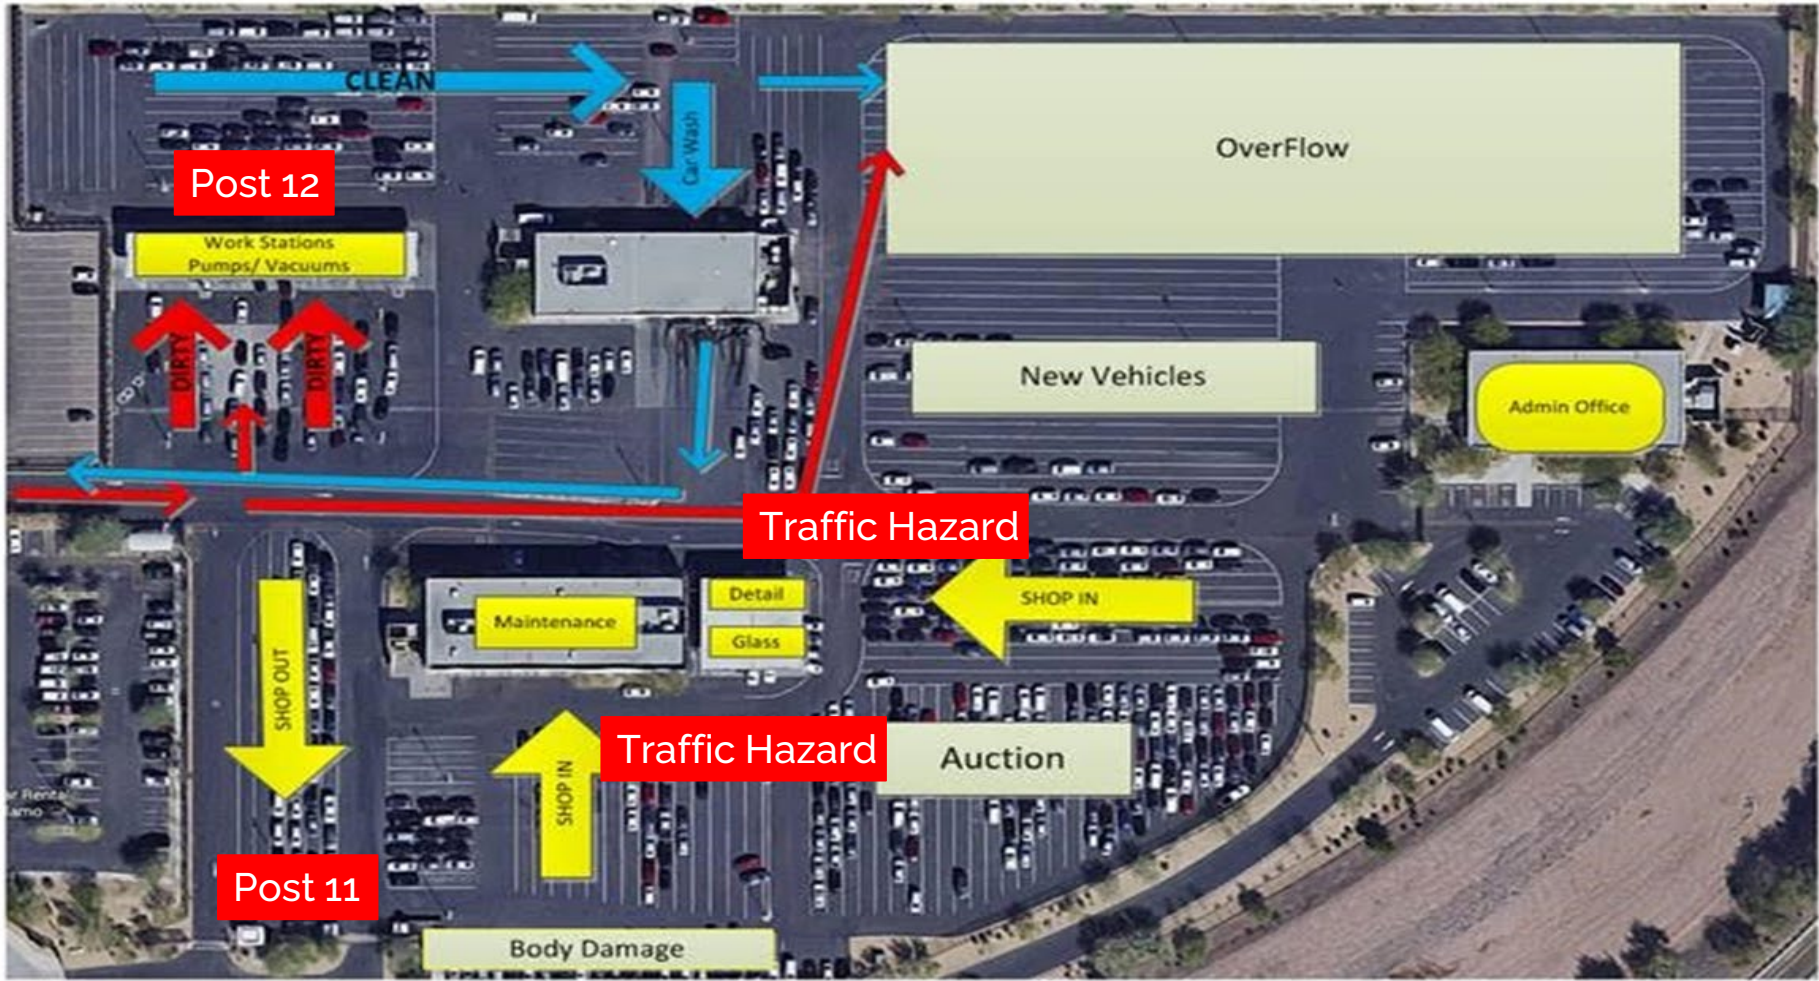 CLEAN
Car Wash
OverFlow
Post 12
Work Stations
Pumps/ Vacuums
DIRTY
DIRTY
New Vehicles
Admin Office
Traffic Hazard
Detail
Maintenance
Glass
SHOP IN
SHOP OUT
Traffic Hazard
Auction
SHOP IN
Post 11
Body Damage